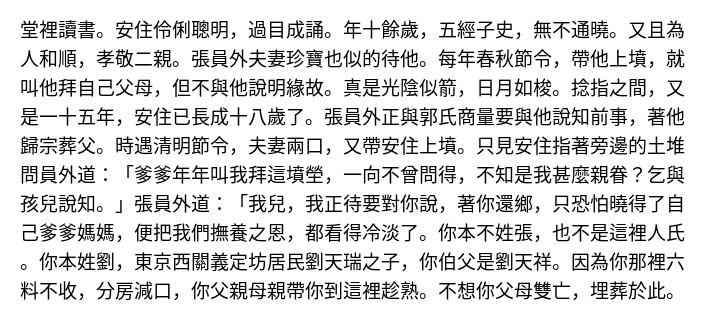 堂裡讀書。安住伶俐聰明，過目成誦。年十餘歲，五經子史，無不通曉。又且為
人和順，孝敬二親。張員外夫妻珍寶也似的待他。每年春秋節令，帶他上墳，就
叫他拜自己父母，但不與他說明緣故。真是光陰似箭，日月如梭。捻指之間，又
是一十五年，安住已長成十八歲了。張員外正與郭氏商量要與他說知前事，著他
歸宗葬父。時遇清明節令，夫妻兩口，又帶安住上墳。只見安住指著旁邊的土堆
問員外道：「爹爹年年叫我拜這墳塋，一向不曾問得，不知是我甚麼親眷？乞與
孩兒說知。」張員外道：「我兒，我正待要對你說，著你還鄉，只恐怕曉得了自
己爹爹媽媽，便把我們撫養之恩，都看得冷淡了。你本不姓張，也不是這裡人氏
。你本姓劉，東京西關義定坊居民劉天瑞之子，你伯父是劉天祥。因為你那裡六
料不收，分房減口，你父親母親帶你到這裡趁熟。不想你父母雙亡，埋葬於此。